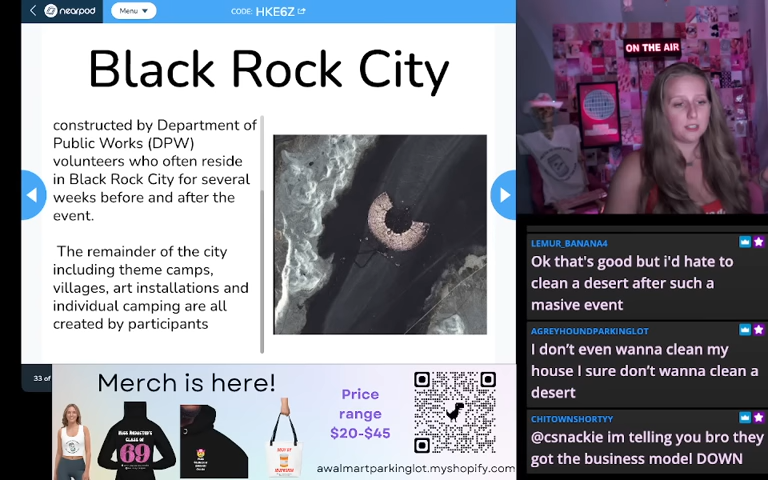 nearpod
Menu
CODE: HKE6Z
ON THE AIR
Black Rock City
constructed by Department of
Public Works (DPW)
volunteers who often reside
in Black Rock City for several
weeks before and after the
event.
The remainder of the city
including theme camps,
villages, art installations and
individual camping are all
created by participants
33 of
LEMUR_BANANA4
Ok that's good but i'd hate to
clean a desert after such a
masive event
AGREYHOUNDPARKINGLOT
I don't even wanna clean my
house I sure don't wanna clean a
desert
CHITOWNSHORTYY
@csnackie im telling you bro they
got the business model DOWN
Merch is here!
CLASS OF
69
Price
range
$20-$45
awalmartparkinglot.myshopify.com